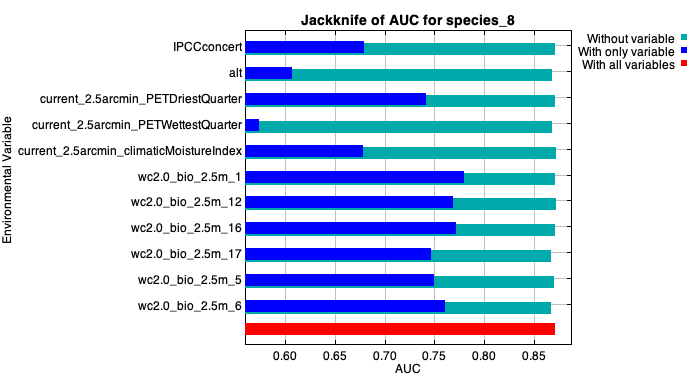 Jackknife of AUC for species_8
Without variable
With only variable
With all variables
Environmental Variable
IPCCconcert
alt
current_2.5arcmin_PETDriestQuarter
current_2.5arcmin_PETWettestQuarter
current_2.5arcmin_climaticMoistureIndex
wc2.0_bio_2.5m_1
wc2.0_bio_2.5m_12
wc2.0_bio_2.5m_16
wc2.0_bio_2.5m_17
wc2.0_bio_2.5m_5
wc2.0_bio_2.5m_6
0.60 0.65 0.70 0.75 0.80 0.85
AUC